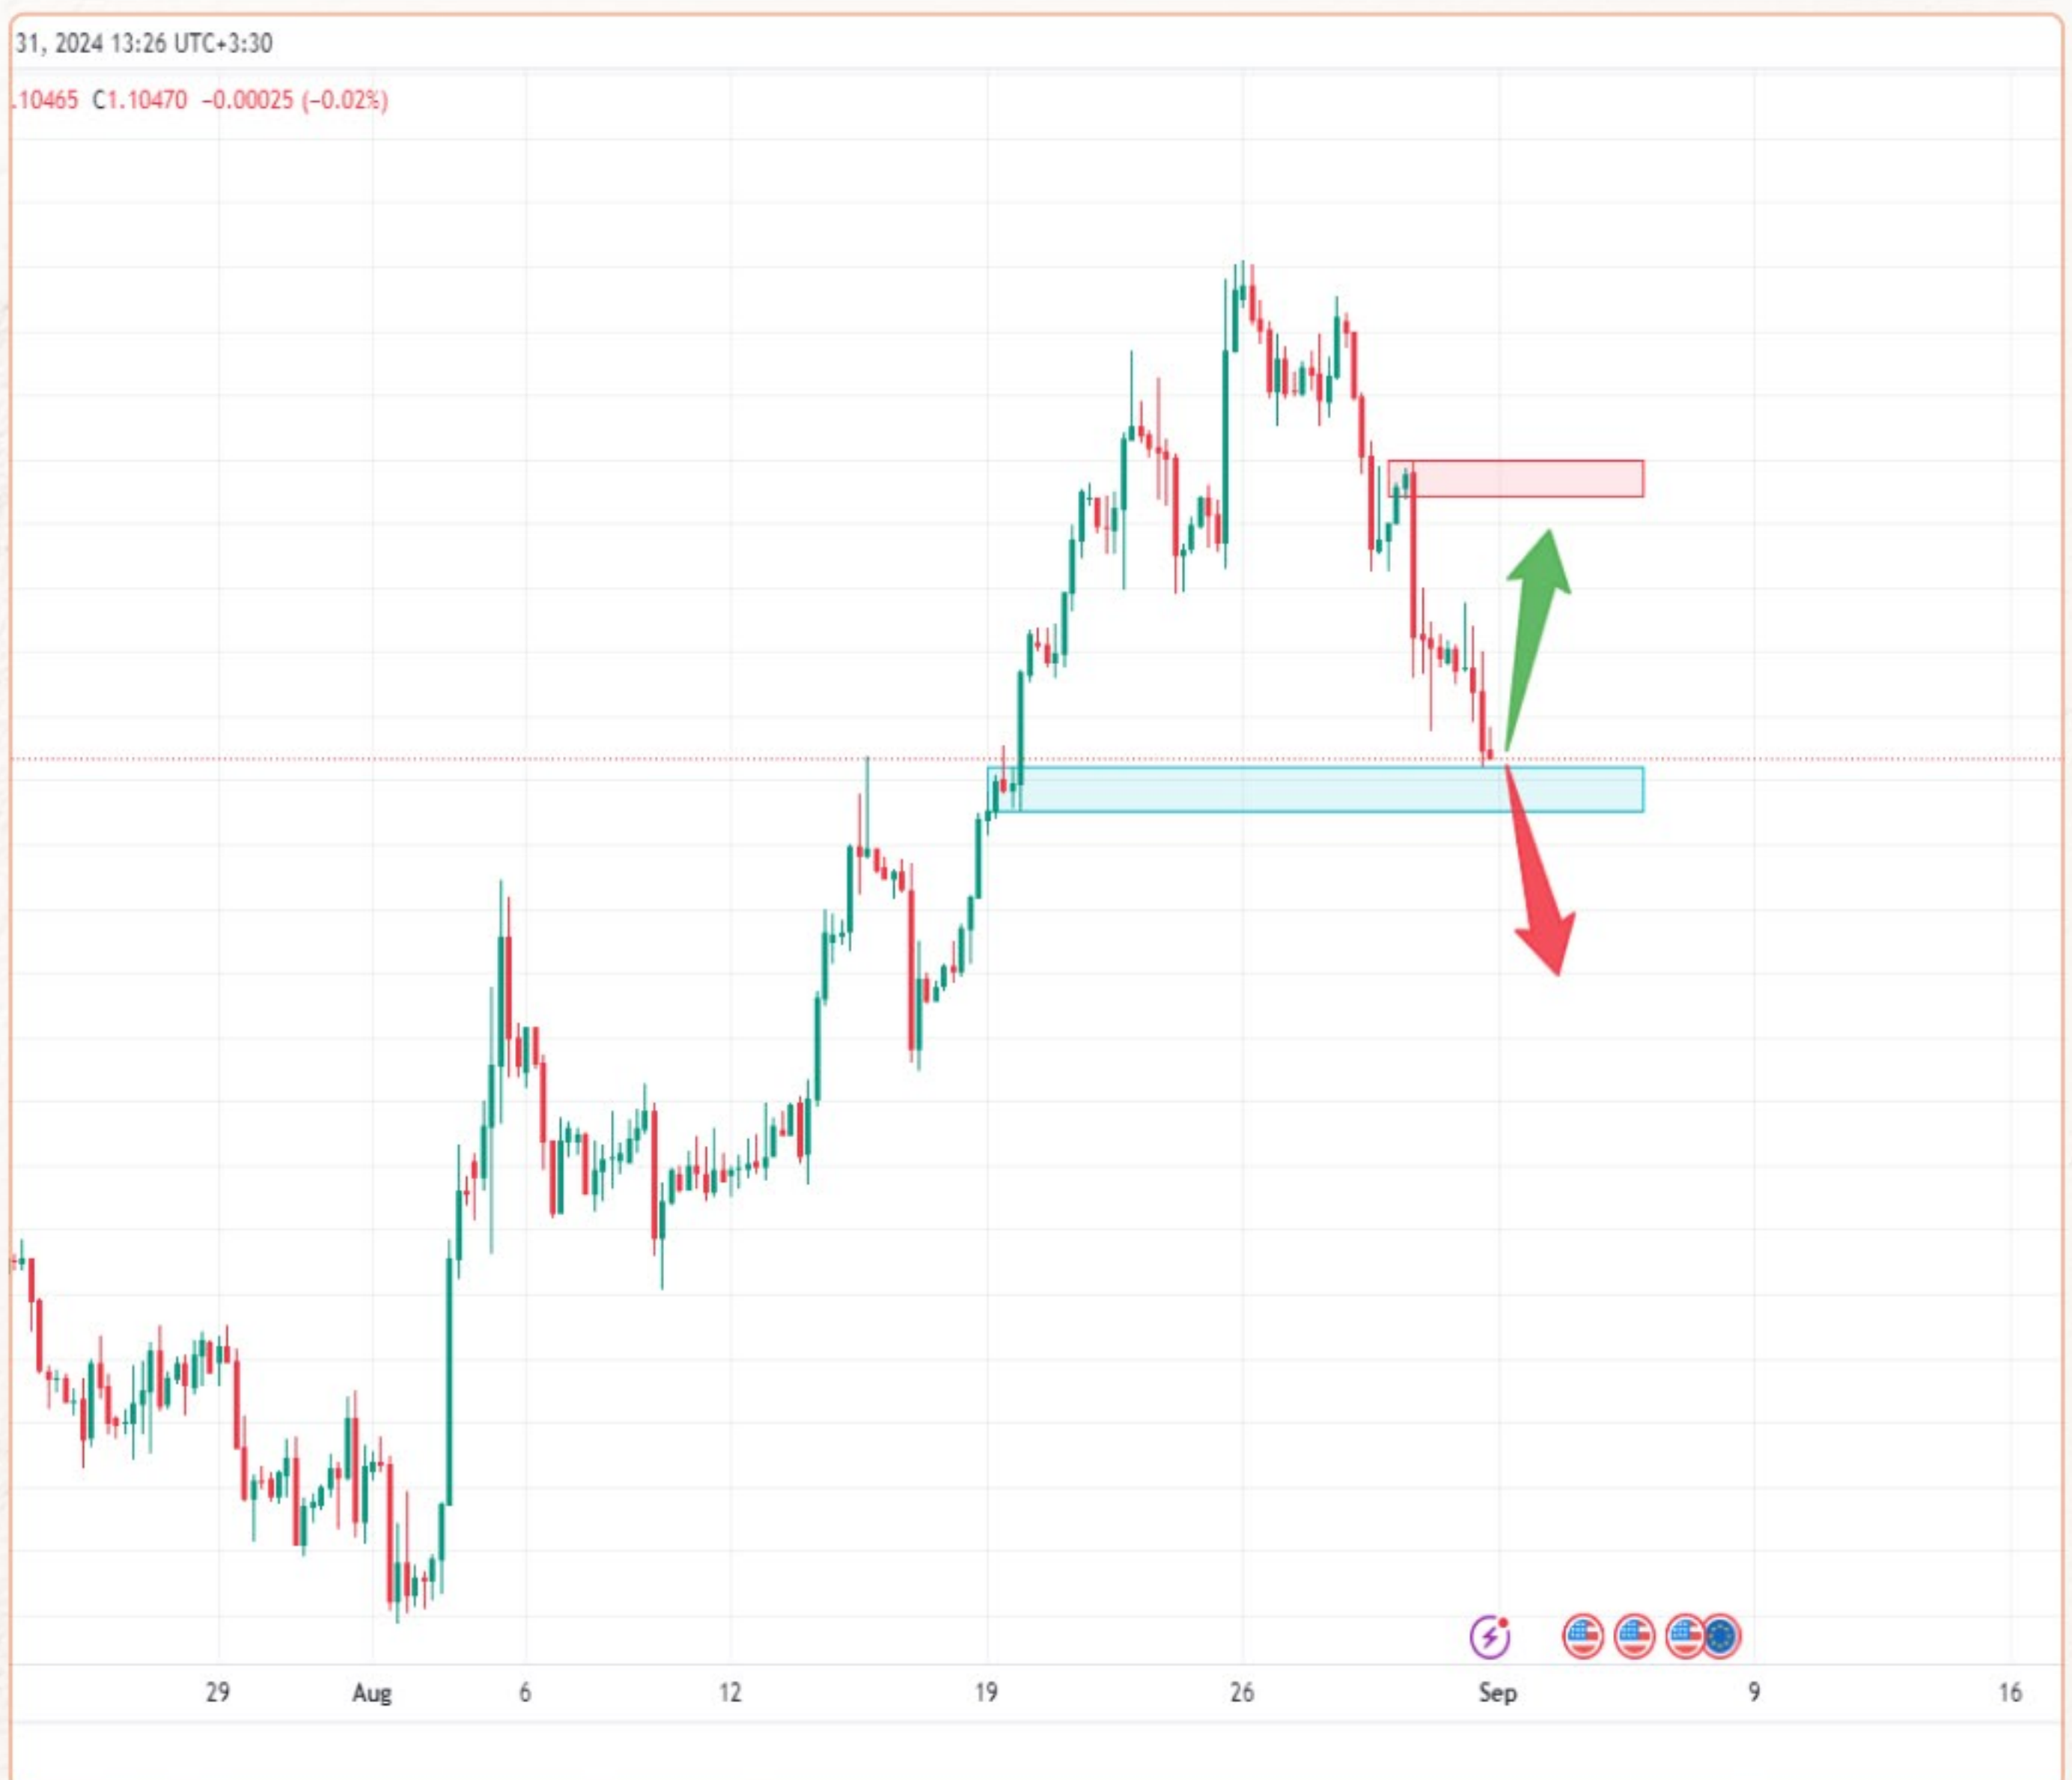 31, 2024 13:26 UTC+3:30
.10465 C1.10470 −0.00025 (−0.02%)
29 Aug 6 12 19 26 Sep 9 16